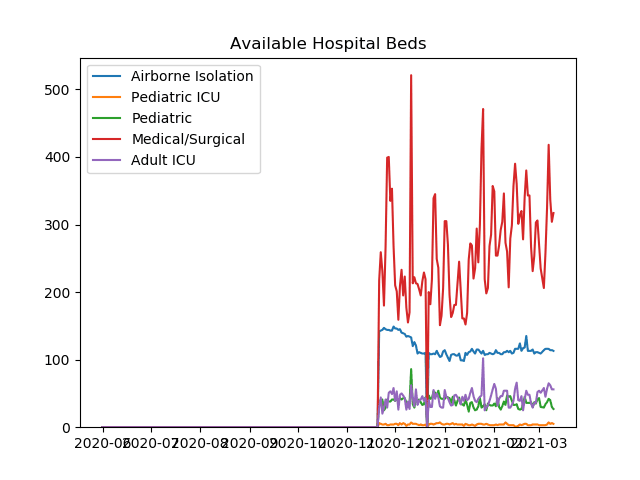 Available Hospital Beds
Airborne Isolation
Pediatric ICU
Pediatric
Medical/Surgical
Adult ICU
500
400
300
200
100
0
2020-06 2020-07 2020-08 2020-09 2020-10 2020-11 2020-12 2021-01 2021-02 2021-03